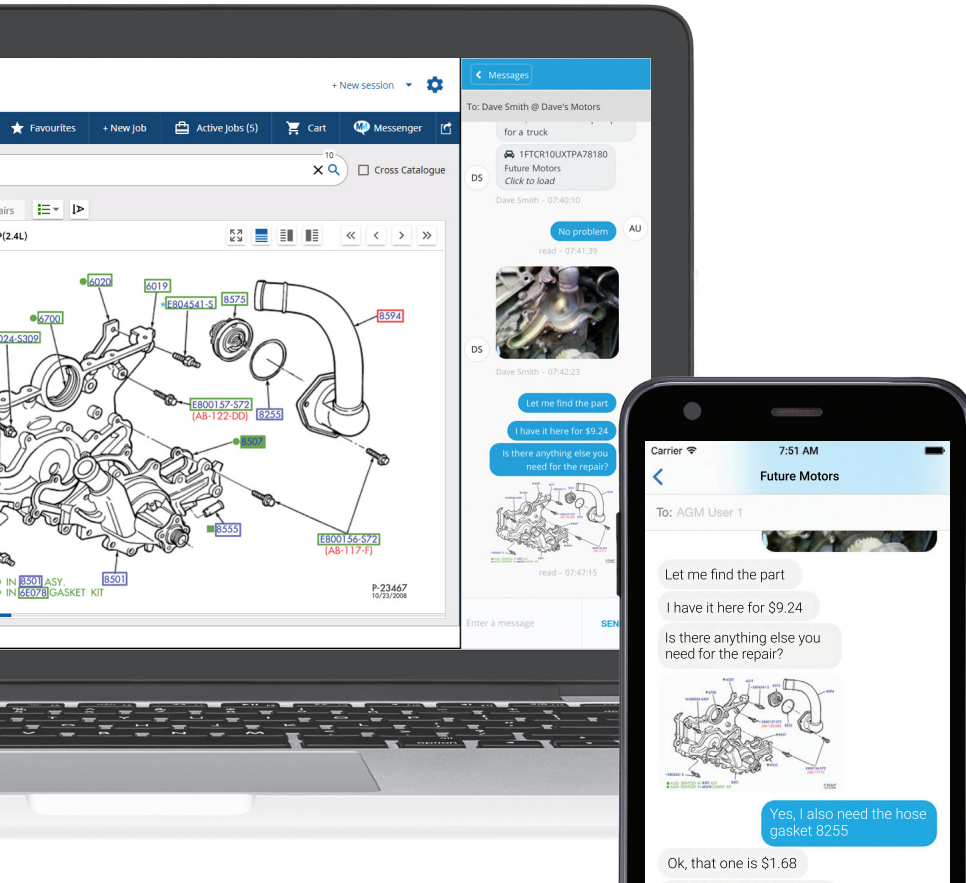 + New session
Favourites
+ New Job
Active Jobs (5)
Cart
Messenger
10
Cross Catalogue
airs
P(2.4L)
6020
6019
E804541-S
8575
8594
6700
024-S309
E800157-S72
(AB-122-DD)
8255
8507
8555
E800156-S72
(AB-117-F)
IN 8501 ASY.
8501
IN 6E078 GASKET KIT
P-23467
10/23/2008
Messages
To: Dave Smith @ Dave's Motors
for a truck
1FTCR10UXTPA78180
Future Motors
Click to load
DS
Dave Smith - 07:40:10
No problem
AU
read - 07:41:39
DS
Dave Smith - 07:42:23
Let me find the part
I have it here for $9.24
Is there anything else you
need for the repair?
read - 07:47:15
Enter a message
SEN
option
Carrier
7:51 AM
Future Motors
To: AGM User 1
Let me find the part
I have it here for $9.24
Is there anything else you
need for the repair?
Yes, I also need the hose
gasket 8255
Ok, that one is $1.68